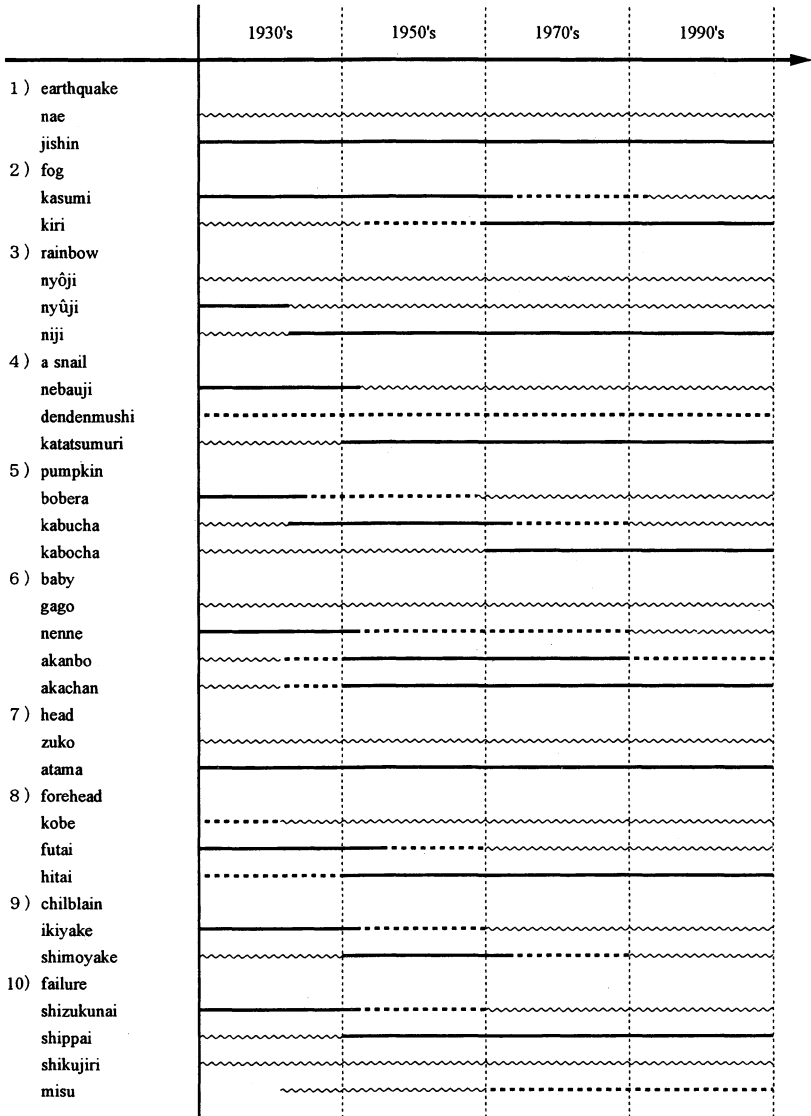 1930's 1950's 1970's 1990's
1) earthquake
nae
jishin
2) fog
kasumi
kiri
3) rainbow
nyôji
nyûji
niji
4) a snail
nebauji
dendenmushi
katatsumuri
5) pumpkin
bobera
kabucha
kabocha
6) baby
gago
nenne
akanbo
akachan
7) head
zuko
atama
8) forehead
kobe
futai
hitai
9) chilblain
ikiyake
shimoyake
10) failure
shizukunai
shippai
shikujiri
misu